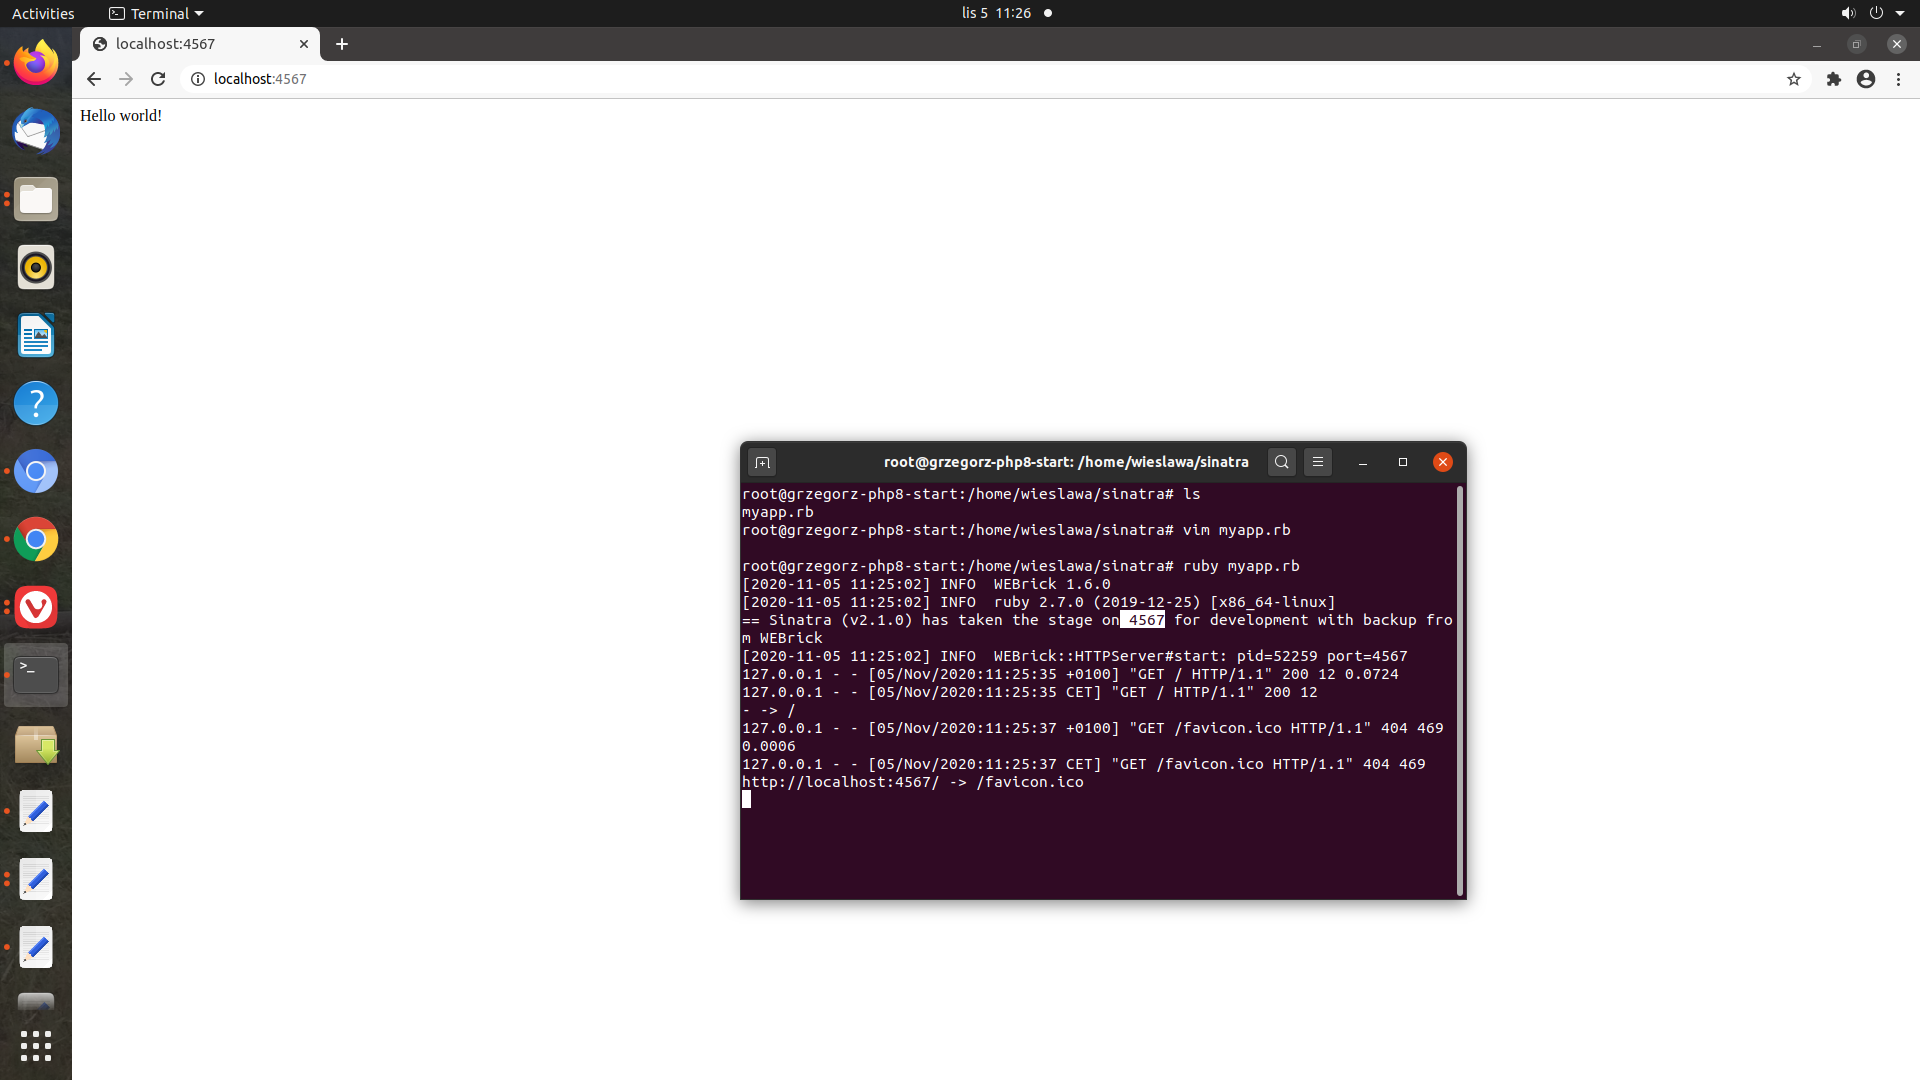 Activities
Terminal
lis 5 11:26
localhost:4567
localhost:4567
Hello world!
root@grzegorz-php8-start: /home/wieslawa/sinatra
root@grzegorz-php8-start:/home/wieslawa/sinatra# ls
myapp.rb
root@grzegorz-php8-start:/home/wieslawa/sinatra# vim myapp.rb
root@grzegorz-php8-start:/home/wieslawa/sinatra# ruby myapp.rb
[2020-11-05 11:25:02] INFO  WEBrick 1.6.0
[2020-11-05 11:25:02] INFO  ruby 2.7.0 (2019-12-25) [x86_64-linux]
== Sinatra (v2.1.0) has taken the stage on 4567 for development with backup fro
m WEBrick
[2020-11-05 11:25:02] INFO  WEBrick::HTTPServer#start: pid=52259 port=4567
127.0.0.1 - - [05/Nov/2020:11:25:35 +0100] "GET / HTTP/1.1" 200 12 0.0724
127.0.0.1 - - [05/Nov/2020:11:25:35 CET] "GET / HTTP/1.1" 200 12
- -> /
127.0.0.1 - - [05/Nov/2020:11:25:37 +0100] "GET /favicon.ico HTTP/1.1" 404 469
0.0006
127.0.0.1 - - [05/Nov/2020:11:25:37 CET] "GET /favicon.ico HTTP/1.1" 404 469
http://localhost:4567/ -> /favicon.ico